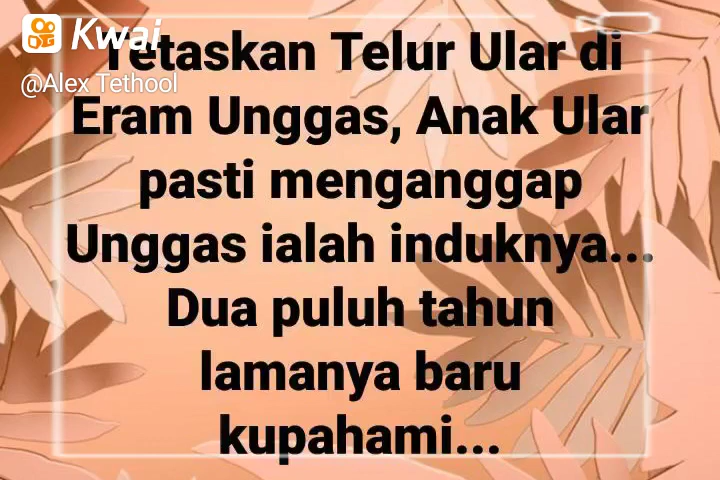 Kwai
@Alex Tethool
Tetaskan Telur Ular di
Eram Unggas, Anak Ular
pasti menganggap
Unggas ialah induknya...
Dua puluh tahun
lamanya baru
kupahami...